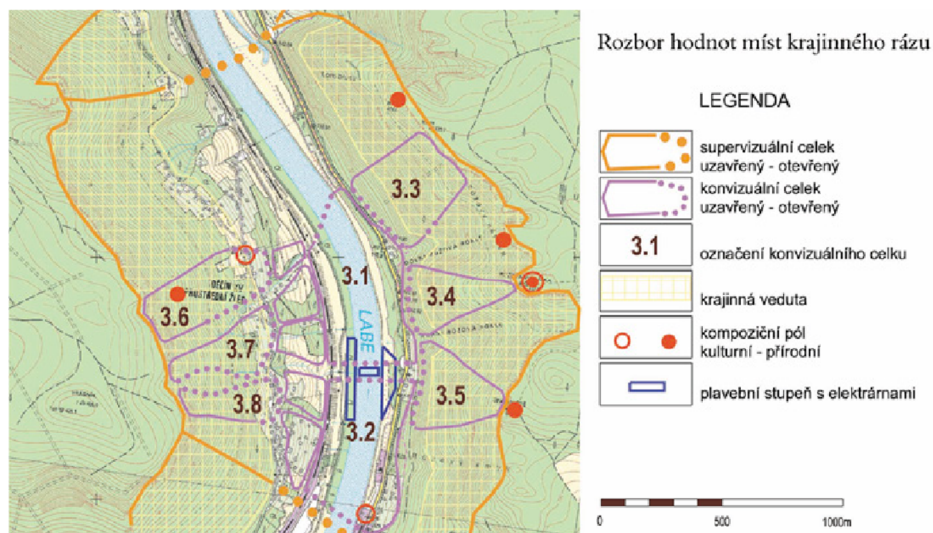 Rozbor hodnot míst krajinného rázu
LEGENDA
supervizuální celek
uzavřený - otevřený
konvizuální celek
uzavřený - otevřený
3.1
označení konvizuálního celku
krajinná veduta
kompoziční pól
kulturní - přírodní
plavební stupeň s elektrárnami
0 500 1000m
3.3
3.1
3.4
3.6
LABE
3.7
3.5
3.8
3.2